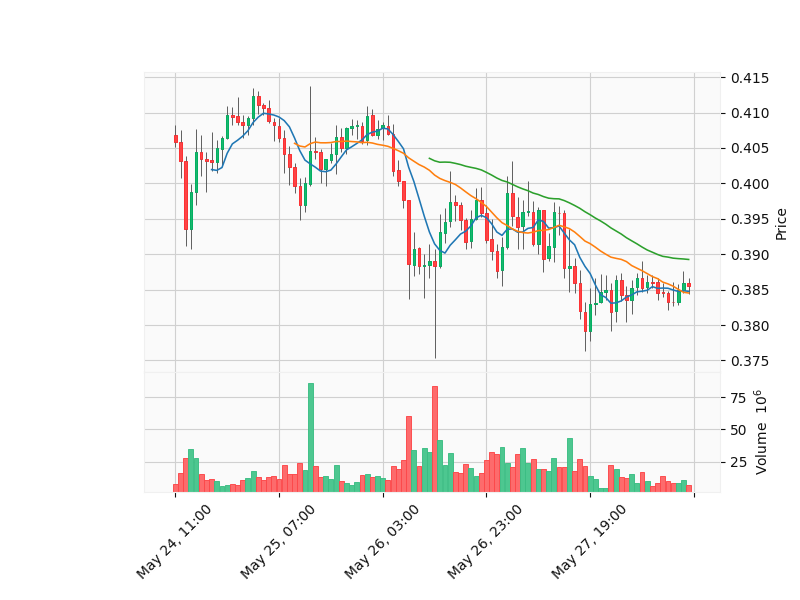 0.415
0.410
0.405
0.400
0.395
0.390
0.385
0.380
0.375
Price
75
50
25
Volume 10^6
May 24, 11:00
May 25, 07:00
May 26, 03:00
May 26, 23:00
May 27, 19:00